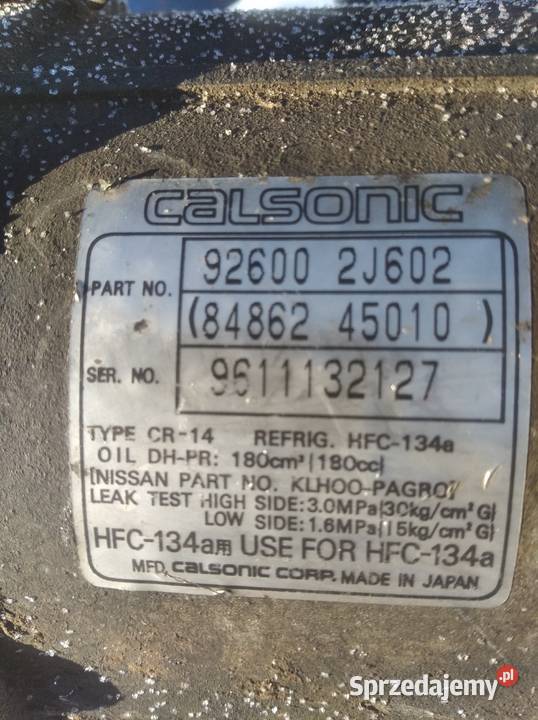 CALSONIC
PART NO. 92600 2J602
(84862 45010 )
SER. NO. 9611132127
TYPE CR-14 REFRIG. HFC-134a
OIL DH-PR: 180cm³{180cc}
[NISSAN PART NO. KLHOO-PAGRO]
LEAK TEST HIGH SIDE:3.0MPa{30kg/cm²G}
LOW SIDE:1.6MPa{15kg/cm²G}
HFC-134a用 USE FOR HFC-134a
MFD. CALSONIC CORP. MADE IN JAPAN
Sprzedajemy.pl